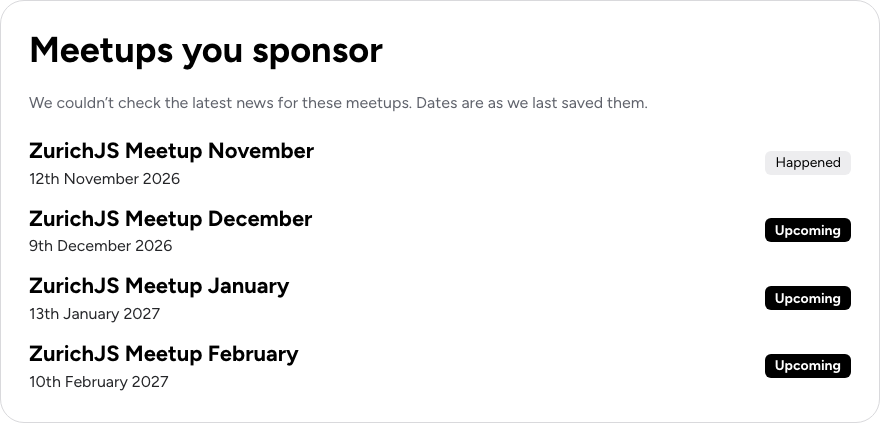 Meetups you sponsor
We couldn’t check the latest news for these meetups. Dates are as we last saved them.
ZurichJS Meetup November
12th November 2026
Happened
ZurichJS Meetup December
9th December 2026
Upcoming
ZurichJS Meetup January
13th January 2027
Upcoming
ZurichJS Meetup February
10th February 2027
Upcoming